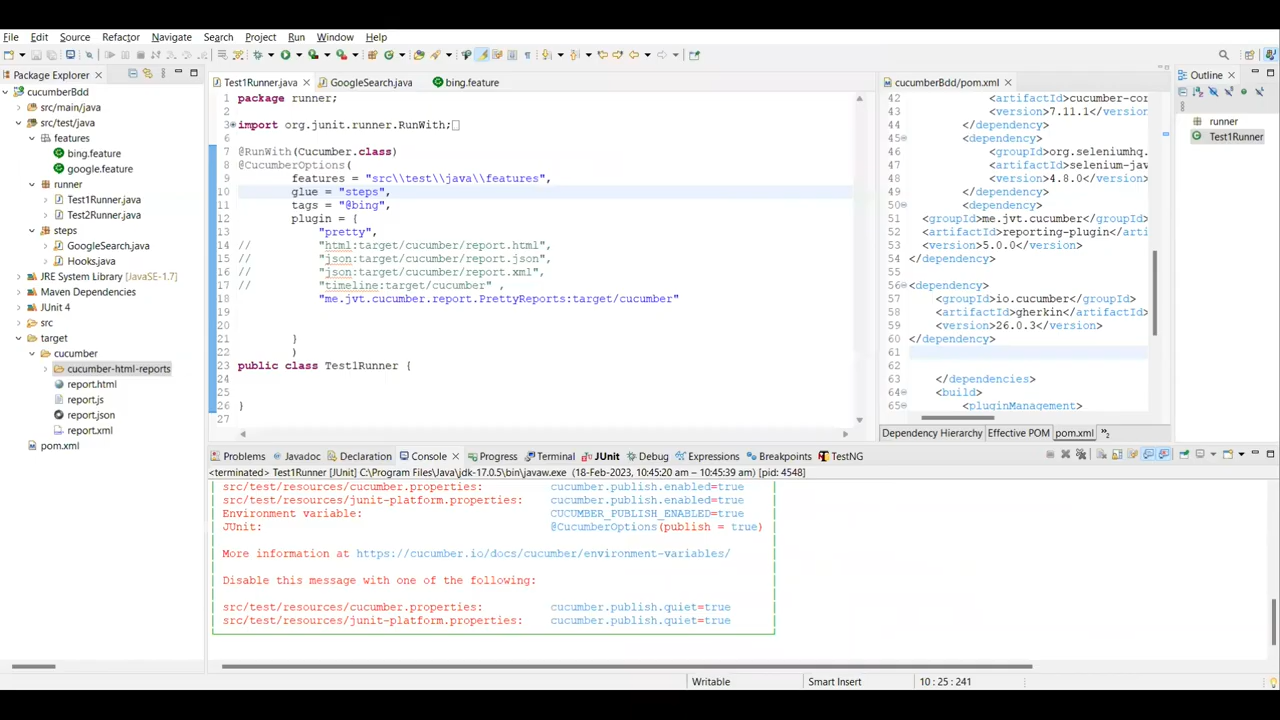 File Edit Source Refactor Navigate Search Project Run Window Help
Package Explorer
cucumberBdd
src/main/java
src/test/java
features
bing.feature
google.feature
runner
Test1Runner.java
Test2Runner.java
steps
GoogleSearch.java
Hooks.java
JRE System Library [JavaSE-1.7]
Maven Dependencies
JUnit 4
src
target
cucumber
cucumber-html-reports
report.html
report.js
report.json
report.xml
pom.xml
Test1Runner.java GoogleSearch.java bing.feature
1 package runner;
2
3 import org.junit.runner.RunWith;
6
7 @RunWith(Cucumber.class)
8 @CucumberOptions(
9 features = "src\\test\\java\\features",
10 glue = "steps",
11 tags = "@bing",
12 plugin = {
13 "pretty",
14 // "html:target/cucumber/report.html",
15 // "json:target/cucumber/report.json",
16 // "json:target/cucumber/report.xml",
17 // "timeline:target/cucumber" ,
18 "me.jvt.cucumber.report.PrettyReports:target/cucumber"
19
20
21 }
22 )
23 public class Test1Runner {
24
25
26 }
27
cucumberBdd/pom.xml
42 <artifactId>cucumber-cor
43 <version>7.11.1</version
44 </dependency>
45 <dependency>
46 <groupId>org.seleniumhq.
47 <artifactId>selenium-jav
48 <version>4.8.0</version>
49 </dependency>
50 <dependency>
51 <groupId>me.jvt.cucumber</groupId>
52 <artifactId>reporting-plugin</arti
53 <version>5.0.0</version>
54 </dependency>
55
56 <dependency>
57 <groupId>io.cucumber</groupId>
58 <artifactId>gherkin</artifactId>
59 <version>26.0.3</version>
60 </dependency>
61
62
63 </dependencies>
64 <build>
65 <pluginManagement>
Dependency Hierarchy Effective POM pom.xml »2
Outline
runner
Test1Runner
Problems Javadoc Declaration Console Progress Terminal JUnit Debug Expressions Breakpoints TestNG
<terminated> Test1Runner [JUnit] C:\Program Files\Java\jdk-17.0.5\bin\javaw.exe (18-Feb-2023, 10:45:20 am – 10:45:39 am) [pid: 4548]
src/test/resources/cucumber.properties: cucumber.publish.enabled=true
src/test/resources/junit-platform.properties: cucumber.publish.enabled=true
Environment variable: CUCUMBER_PUBLISH_ENABLED=true
JUnit: @CucumberOptions(publish = true)
More information at https://cucumber.io/docs/cucumber/environment-variables/
Disable this message with one of the following:
src/test/resources/cucumber.properties: cucumber.publish.quiet=true
src/test/resources/junit-platform.properties: cucumber.publish.quiet=true
Writable Smart Insert 10 : 25 : 241